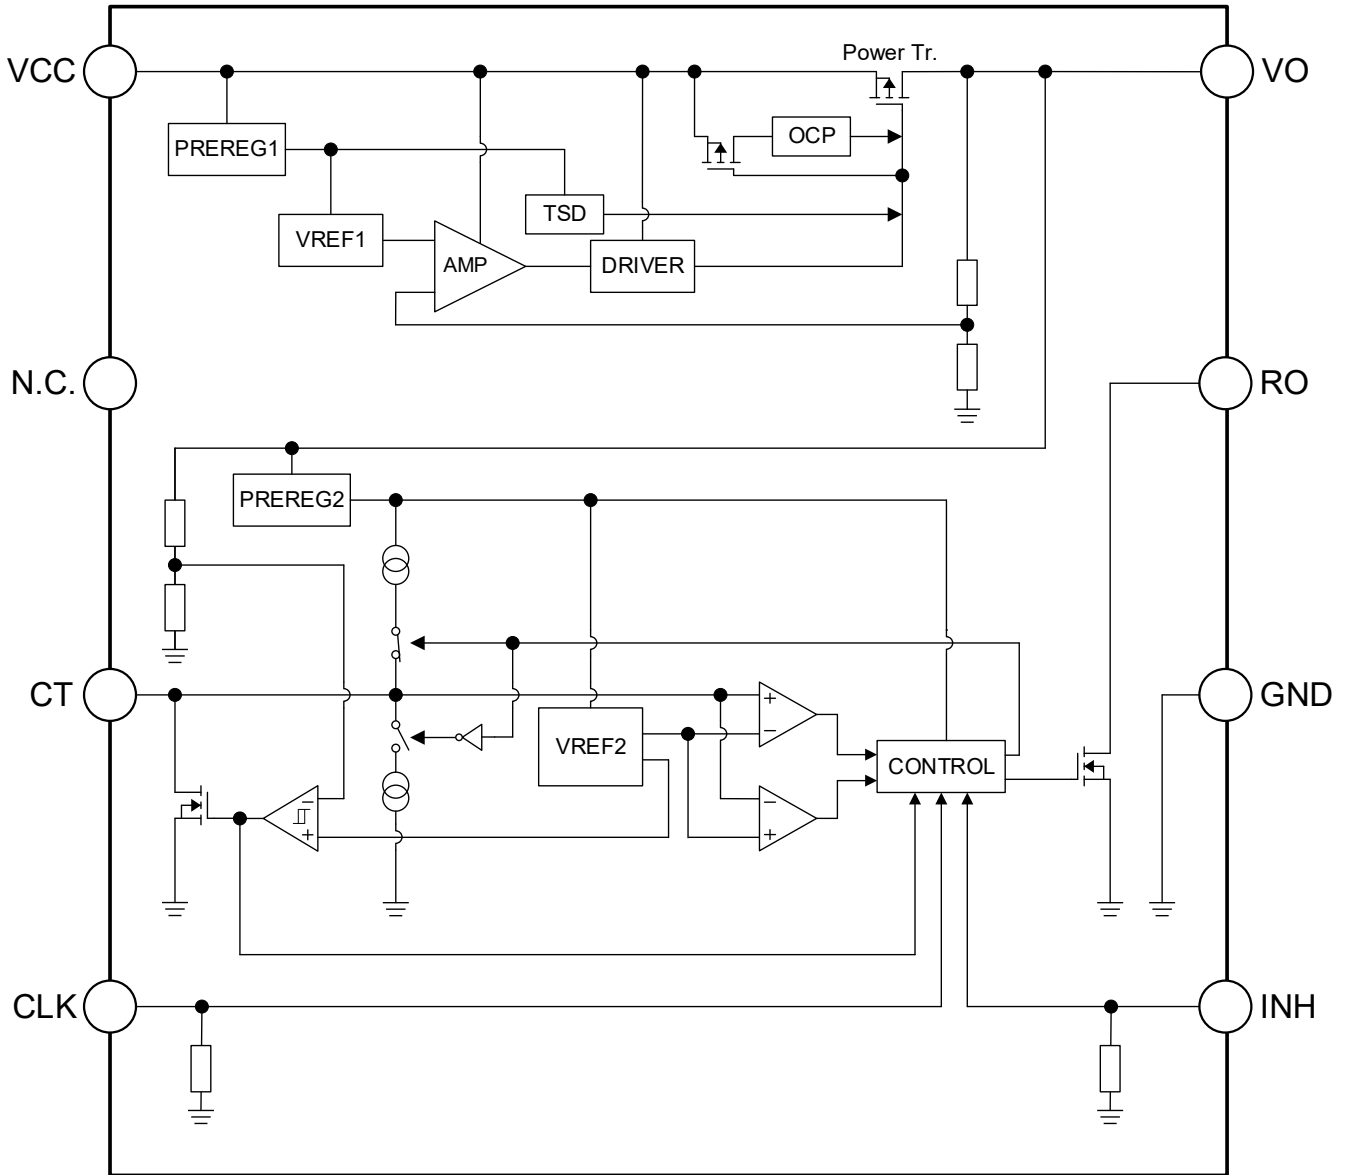 Power Tr.
VCC
VO
OCP
PREREG1
TSD
VREF1
AMP
DRIVER
N.C.
RO
PREREG2
CT
GND
+
−
VREF2
CONTROL
−
+
−
+
CLK
INH